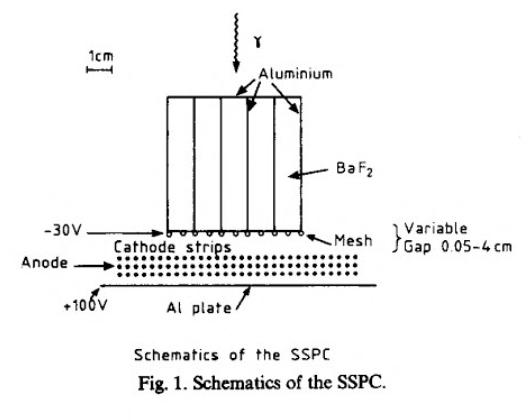 γ
1cm
Aluminium
BaF₂
-30V
Mesh
Variable
Gap 0.05-4 cm
Cathode strips
Anode
+100V
Al plate
Schematics of the SSPC
Fig. 1. Schematics of the SSPC.